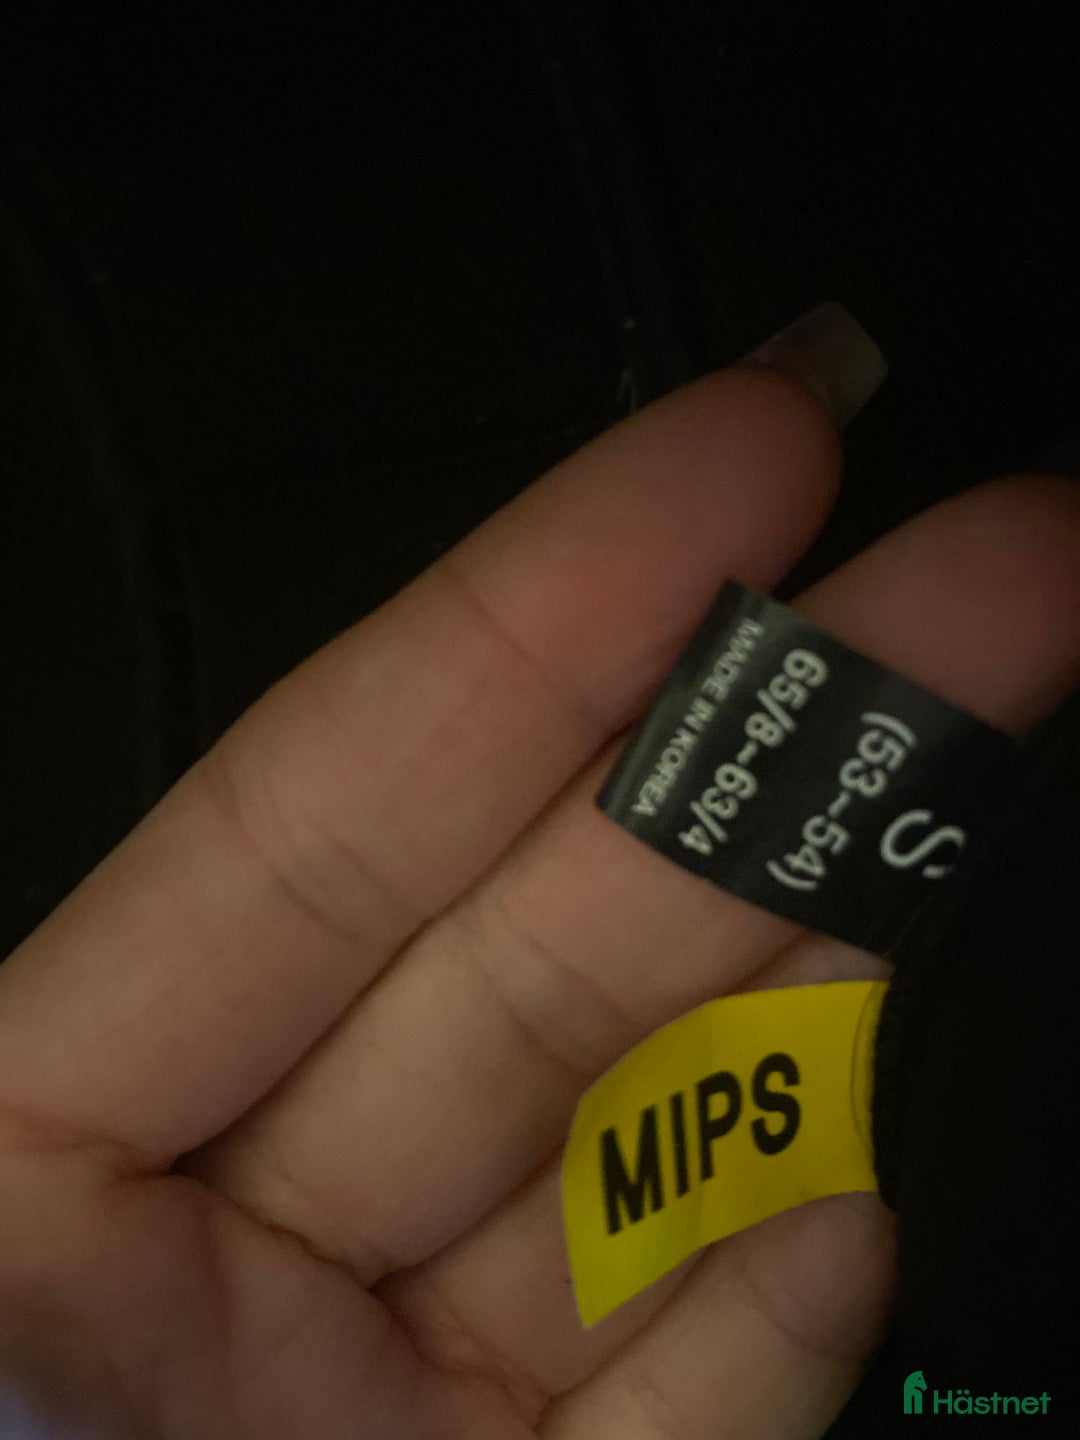 S
(53~54)
65/8~63/4
MADE IN KOREA
MIPS
Hästnet